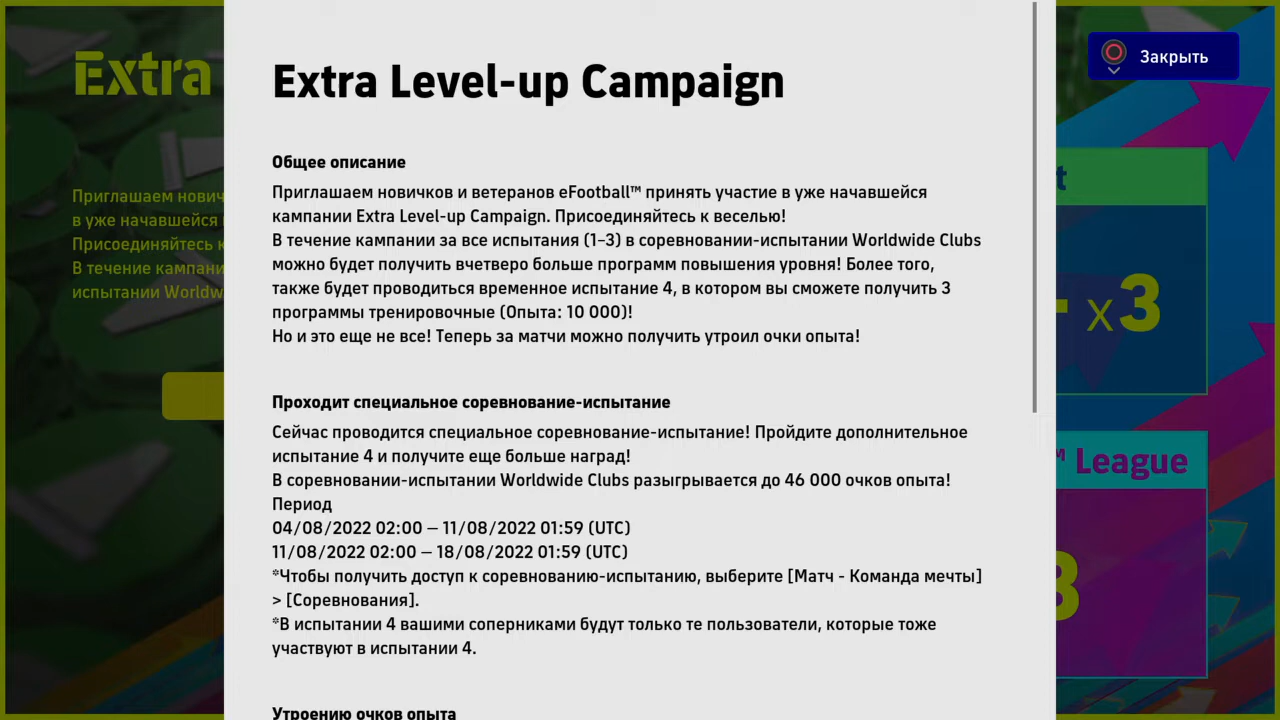 Extra
Приглашаем нович
в уже начавшейся
Присоединяйтесь к
В течение кампани
испытании Worldw
Extra Level-up Campaign
Общее описание
Приглашаем новичков и ветеранов eFootball™ принять участие в уже начавшейся
кампании Extra Level-up Campaign. Присоединяйтесь к веселью!
В течение кампании за все испытания (1–3) в соревновании-испытании Worldwide Clubs
можно будет получить вчетверо больше программ повышения уровня! Более того,
также будет проводиться временное испытание 4, в котором вы сможете получить 3
программы тренировочные (Опыта: 10 000)!
Но и это еще не все! Теперь за матчи можно получить утроил очки опыта!
Проходит специальное соревнование-испытание
Сейчас проводится специальное соревнование-испытание! Пройдите дополнительное
испытание 4 и получите еще больше наград!
В соревновании-испытании Worldwide Clubs разыгрывается до 46 000 очков опыта!
Период
04/08/2022 02:00 – 11/08/2022 01:59 (UTC)
11/08/2022 02:00 – 18/08/2022 01:59 (UTC)
*Чтобы получить доступ к соревнованию-испытанию, выберите [Матч - Команда мечты]
> [Соревнования].
*В испытании 4 вашими соперниками будут только те пользователи, которые тоже
участвуют в испытании 4.
Утроению очков опыта
Закрыть
t
x3
™ League
3